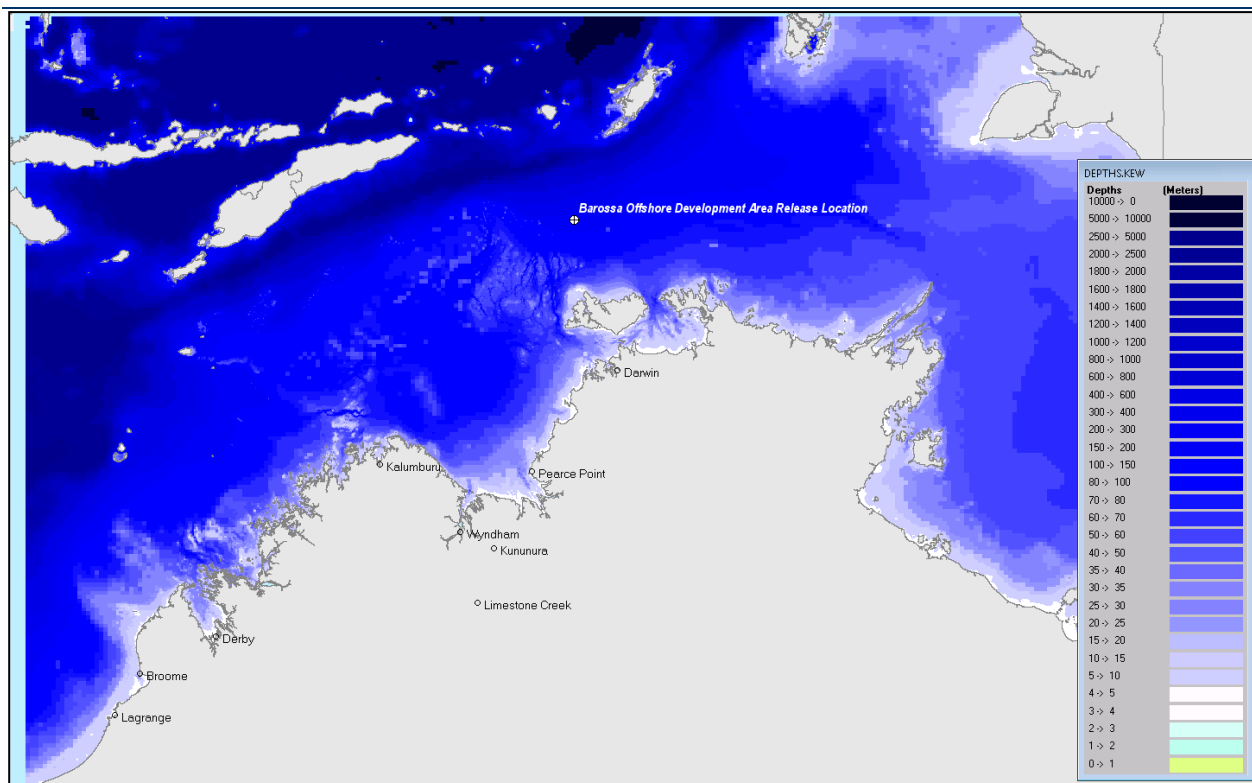 Barossa Offshore Development Area Release Location
Darwin
Kalumburu
Pearce Point
Wyndham
Kununura
Limestone Creek
Derby
Broome
Lagrange
DEPTHS.KEW
Depths (Meters)
10000 -> 0
5000 -> 10000
2500 -> 5000
2000 -> 2500
1800 -> 2000
1600 -> 1800
1400 -> 1600
1200 -> 1400
1000 -> 1200
800 -> 1000
600 -> 800
400 -> 600
300 -> 400
200 -> 300
150 -> 200
100 -> 150
80 -> 100
70 -> 80
60 -> 70
50 -> 60
40 -> 50
35 -> 40
30 -> 35
25 -> 30
20 -> 25
15 -> 20
10 -> 15
5 -> 10
4 -> 5
3 -> 4
2 -> 3
1 -> 2
0 -> 1